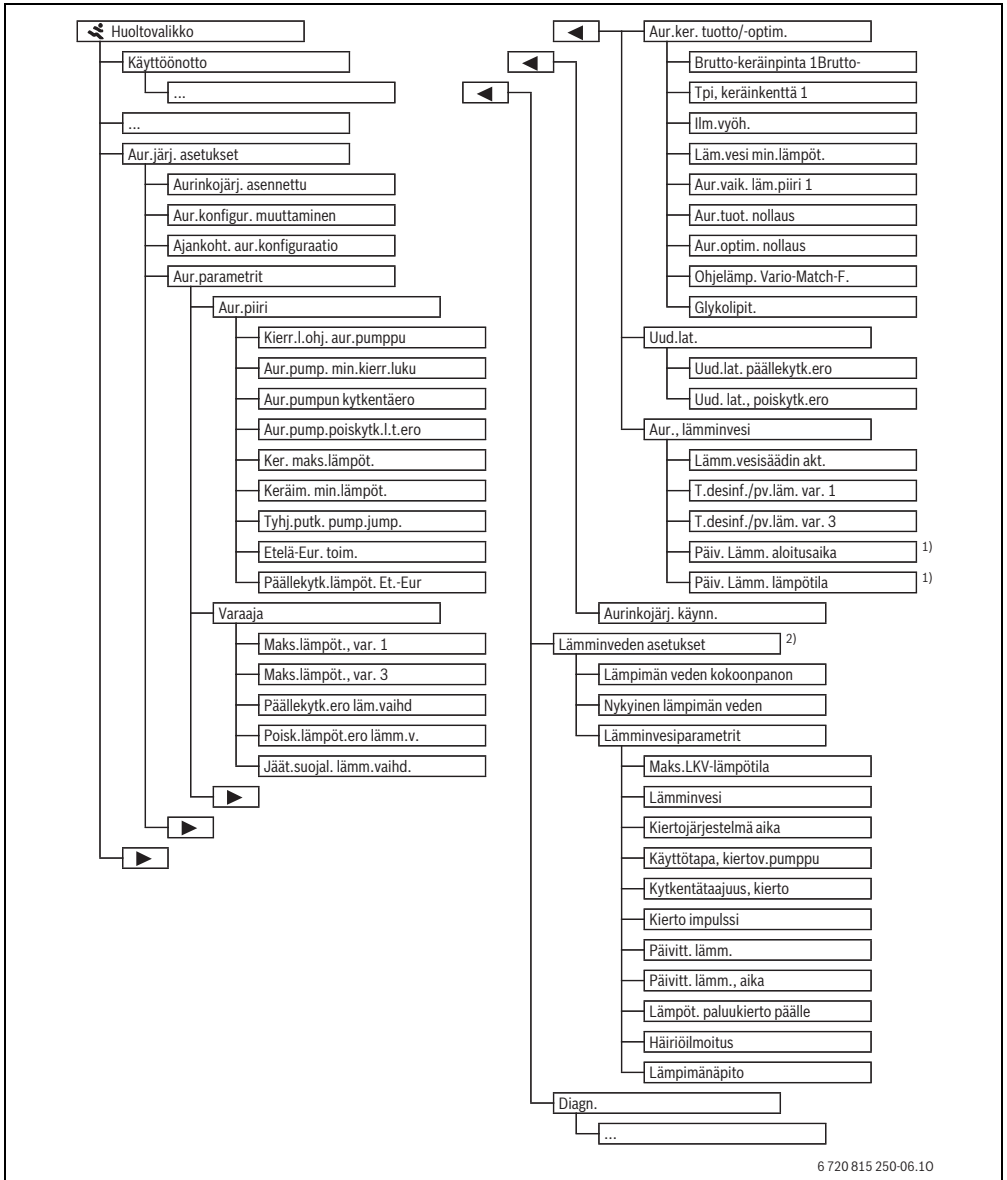 Huoltovalikko
Käyttöönotto
...
...
Aur.järj. asetukset
Aurinkojärj. asennettu
Aur.konfigur. muuttaminen
Ajankoht. aur.konfiguraatio
Aur.parametrit
Aur.piiri
Kierr.l.ohj. aur.pumppu
Aur.pump. min.kierr.luku
Aur.pumpun kytkentäero
Aur.pump.poiskytk.l.t.ero
Ker. maks.lämpöt.
Keräim. min.lämpöt.
Tyhj.putk. pump.jump.
Etelä-Eur. toim.
Päällekytk.lämpöt. Et.-Eur
Varaaja
Maks.lämpöt., var. 1
Maks.lämpöt., var. 3
Päällekytk.ero läm.vaihd
Poisk.lämpöt.ero lämm.v.
Jäät.suojal. lämm.vaihd.
Aur.ker. tuotto/-optim.
Brutto-keräinpinta 1Brutto-
Tpi, keräinkenttä 1
Ilm.vyöh.
Läm.vesi min.lämpöt.
Aur.vaik. läm.piiri 1
Aur.tuot. nollaus
Aur.optim. nollaus
Ohjelämp. Vario-Match-F.
Glykolipit.
Uud.lat.
Uud.lat. päällekytk.ero
Uud. lat., poiskytk.ero
Aur., lämminvesi
Lämm.vesisäädin akt.
T.desinf./pv.läm. var. 1
T.desinf./pv.läm. var. 3
Päiv. Lämm. aloitusaika 1)
Päiv. Lämm. lämpötila 1)
Aurinkojärj. käynn.
Lämminveden asetukset 2)
Lämpimän veden kokoonpanon
Nykyinen lämpimän veden
Lämminvesiparametrit
Maks.LKV-lämpötila
Lämminvesi
Kiertojärjestelmä aika
Käyttötapa, kiertov.pumppu
Kytkentätaajuus, kierto
Kierto impulssi
Päivitt. lämm.
Päivitt. lämm., aika
Lämpöt. paluukierto päälle
Häiriöilmoitus
Lämpimänäpito
Diagn.
...
6 720 815 250-06.1O